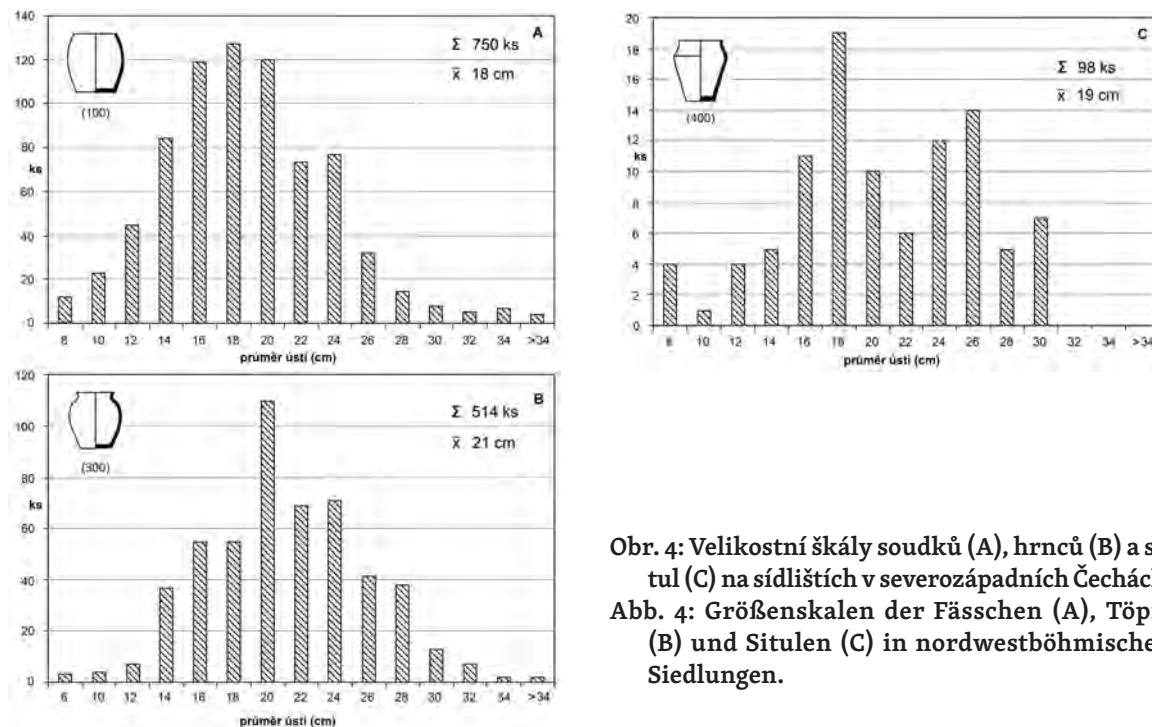 140
120
100
80
ks
60
40
20
0
A
Σ 750 ks
x̄ 18 cm
(100)
8 10 12 14 16 18 20 22 24 26 28 30 32 34 >34
průměr ústí (cm)
120
100
80
ks
60
40
20
0
B
Σ 514 ks
x̄ 21 cm
(300)
8 10 12 14 16 18 20 22 24 26 28 30 32 34 >34
průměr ústí (cm)
20
18
16
14
12
ks
10
8
6
4
2
0
C
Σ 98 ks
x̄ 19 cm
(400)
8 10 12 14 16 18 20 22 24 26 28 30 32 34 >34
průměr ústí (cm)
Obr. 4: Velikostní škály soudků (A), hrnců (B) a s
tul (C) na sídlištích v severozápadních Čechách
Abb. 4: Größenskalen der Fässchen (A), Töpf
(B) und Situlen (C) in nordwestböhmische
Siedlungen.